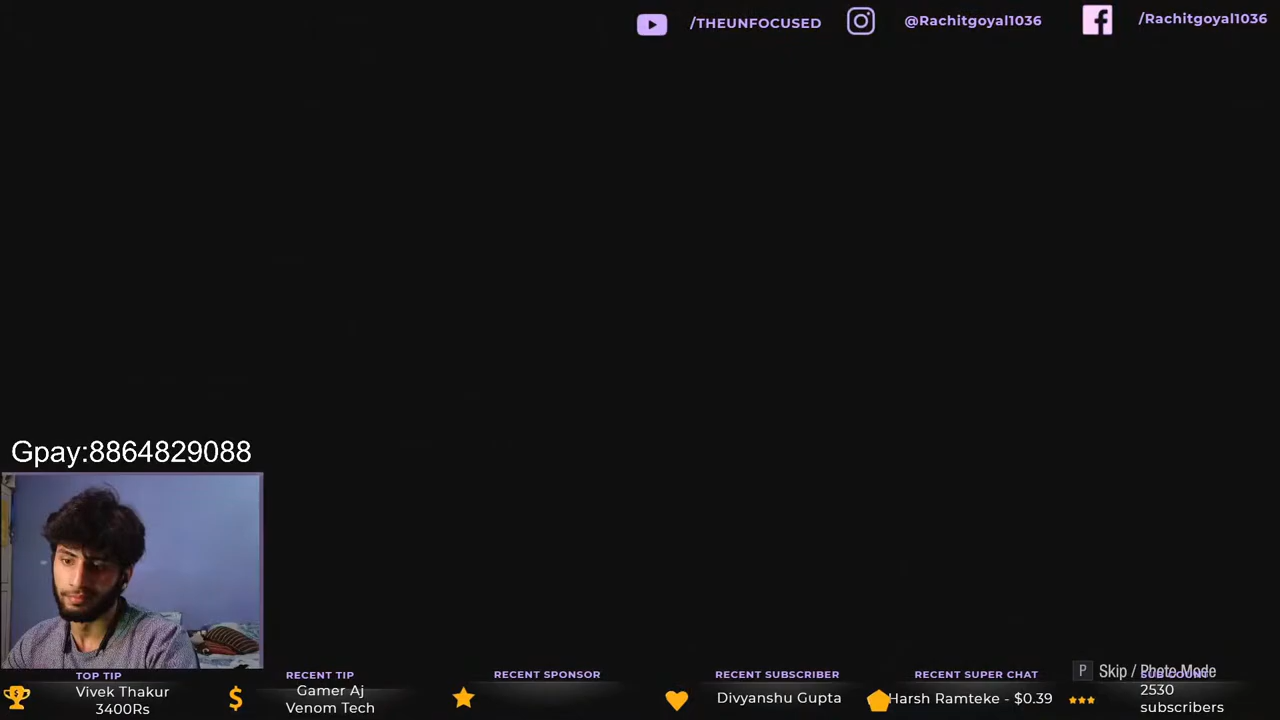 /THEUNFOCUSED
@Rachitgoyal1036
/Rachitgoyal1036
Gpay:8864829088
TOP TIP
Vivek Thakur
3400Rs
RECENT TIP
Gamer Aj
Venom Tech
RECENT SPONSOR
RECENT SUBSCRIBER
Divyanshu Gupta
RECENT SUPER CHAT
Harsh Ramteke - $0.39
P Skip / Photo Mode
2530
subscribers